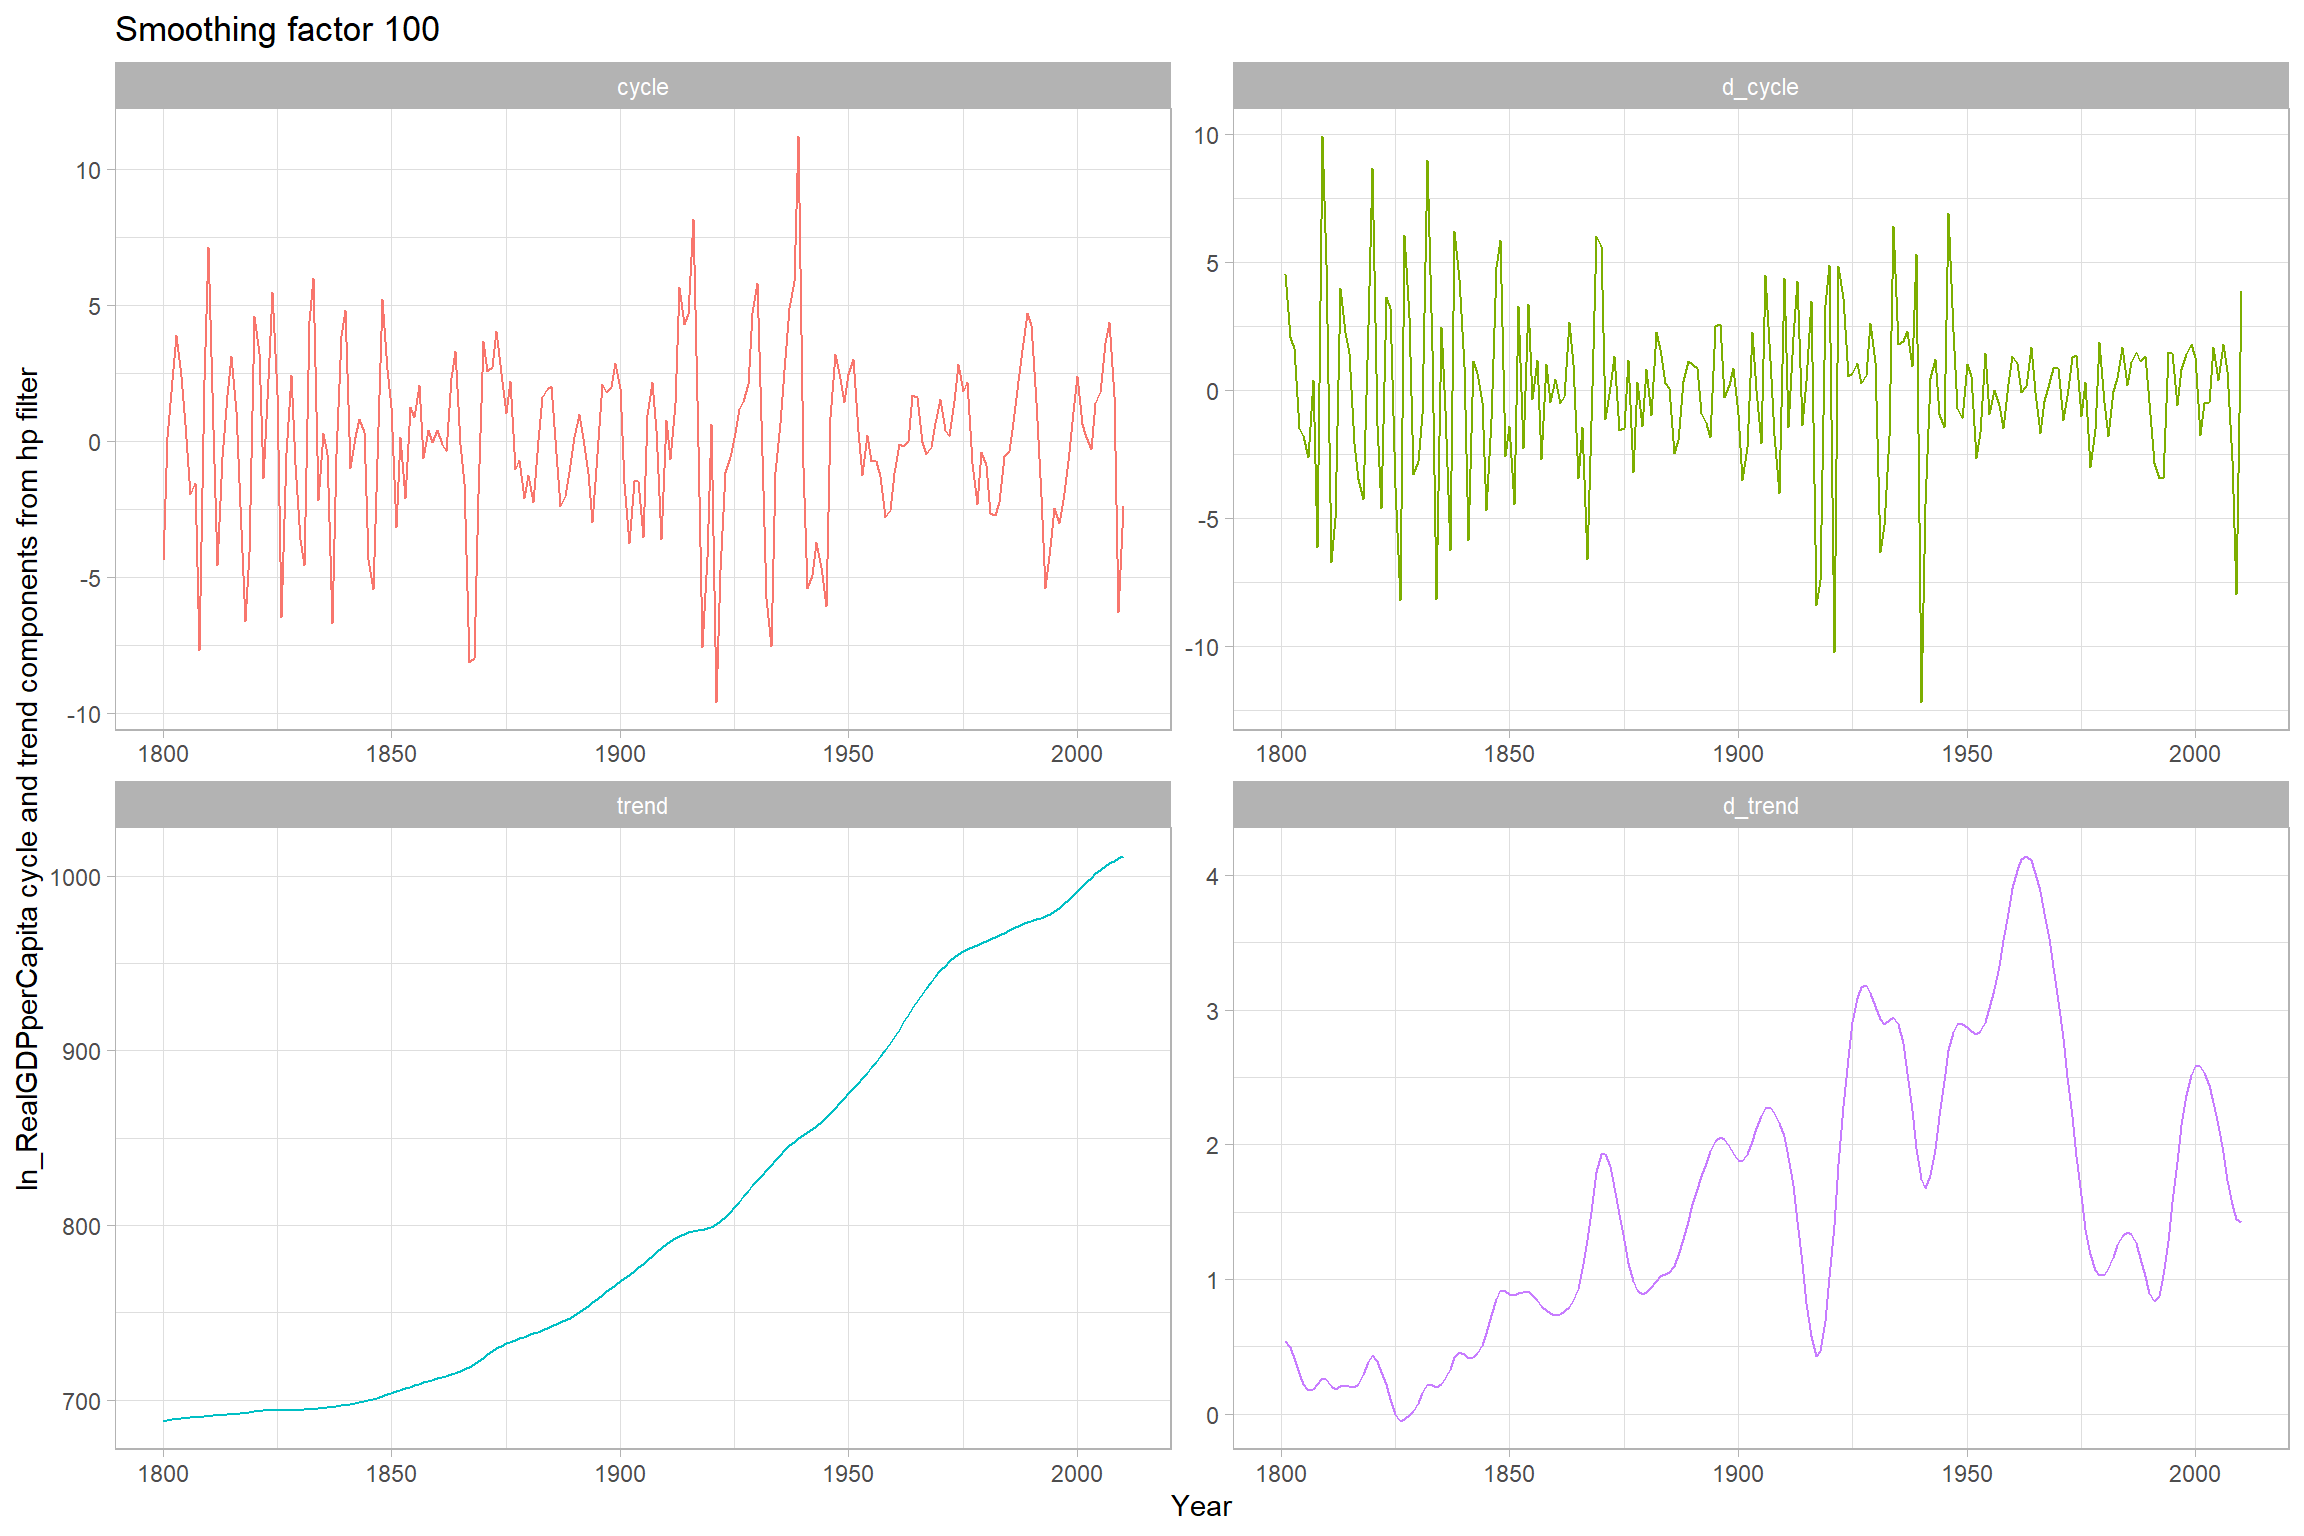 Smoothing factor 100
cycle
d_cycle
10
5
0
-5
-10
1800 1850 1900 1950 2000
10
5
0
-5
-10
1800 1850 1900 1950 2000
ln_RealGDPperCapita cycle and trend components from hp filter
trend
d_trend
1000
900
800
700
1800 1850 1900 1950 2000
4
3
2
1
0
1800 1850 1900 1950 2000
Year